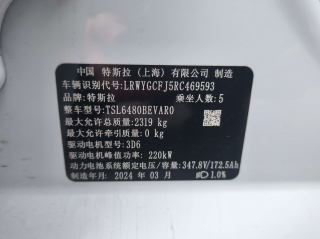 中国 特斯拉 (上海) 有限公司 制造
车辆识别代号:LRWYGCFJ5RC469593
品牌:特斯拉 乘坐人数:5
整车型号:TSL6480BEVAR0
最大允许总质量:2319 kg
最大允许牵引质量:0 kg
驱动电机型号:3D6
驱动电机峰值功率:220kW
动力电池系统额定电压/容量:347.8V/172.5Ah
制造年月:2024 年 03 月 1.0%